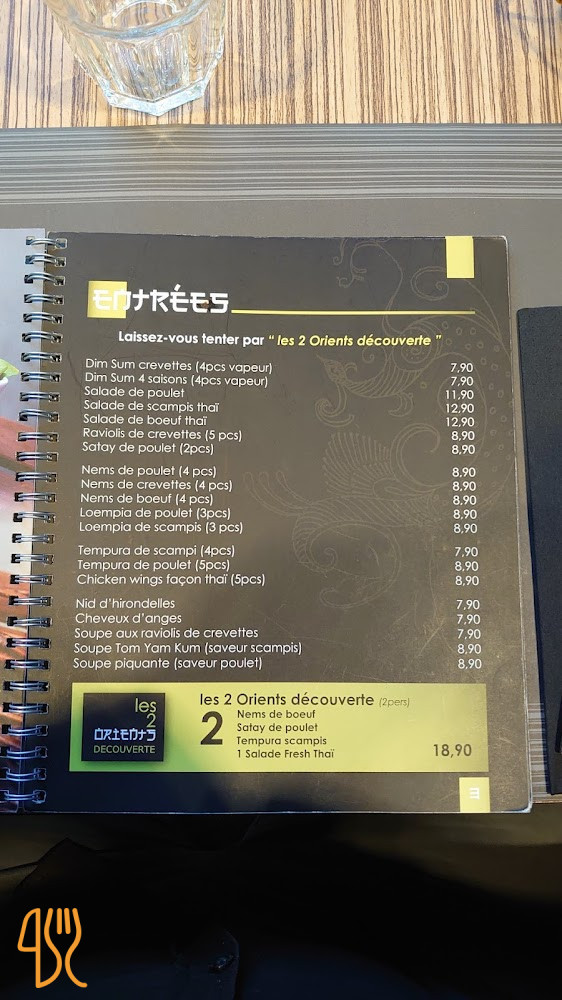 ENTRÉES
Laissez-vous tenter par “ les 2 Orients découverte ”
Dim Sum crevettes (4pcs vapeur) 7,90
Dim Sum 4 saisons (4pcs vapeur) 7,90
Salade de poulet 11,90
Salade de scampis thaï 12,90
Salade de boeuf thaï 12,90
Raviolis de crevettes (5 pcs) 8,90
Satay de poulet (2pcs) 8,90
Nems de poulet (4 pcs) 8,90
Nems de crevettes (4 pcs) 8,90
Nems de boeuf (4 pcs) 8,90
Loempia de poulet (3pcs) 8,90
Loempia de scampis (3 pcs) 8,90
Tempura de scampi (4pcs) 7,90
Tempura de poulet (5pcs) 8,90
Chicken wings façon thaï (5pcs) 8,90
Nid d’hirondelles 7,90
Cheveux d’anges 7,90
Soupe aux raviolis de crevettes 7,90
Soupe Tom Yam Kum (saveur scampis) 8,90
Soupe piquante (saveur poulet) 8,90
les
2
ORIENTS
DECOUVERTE
les 2 Orients découverte (2pers)
2 Nems de boeuf
Satay de poulet
Tempura scampis
1 Salade Fresh Thaï 18,90